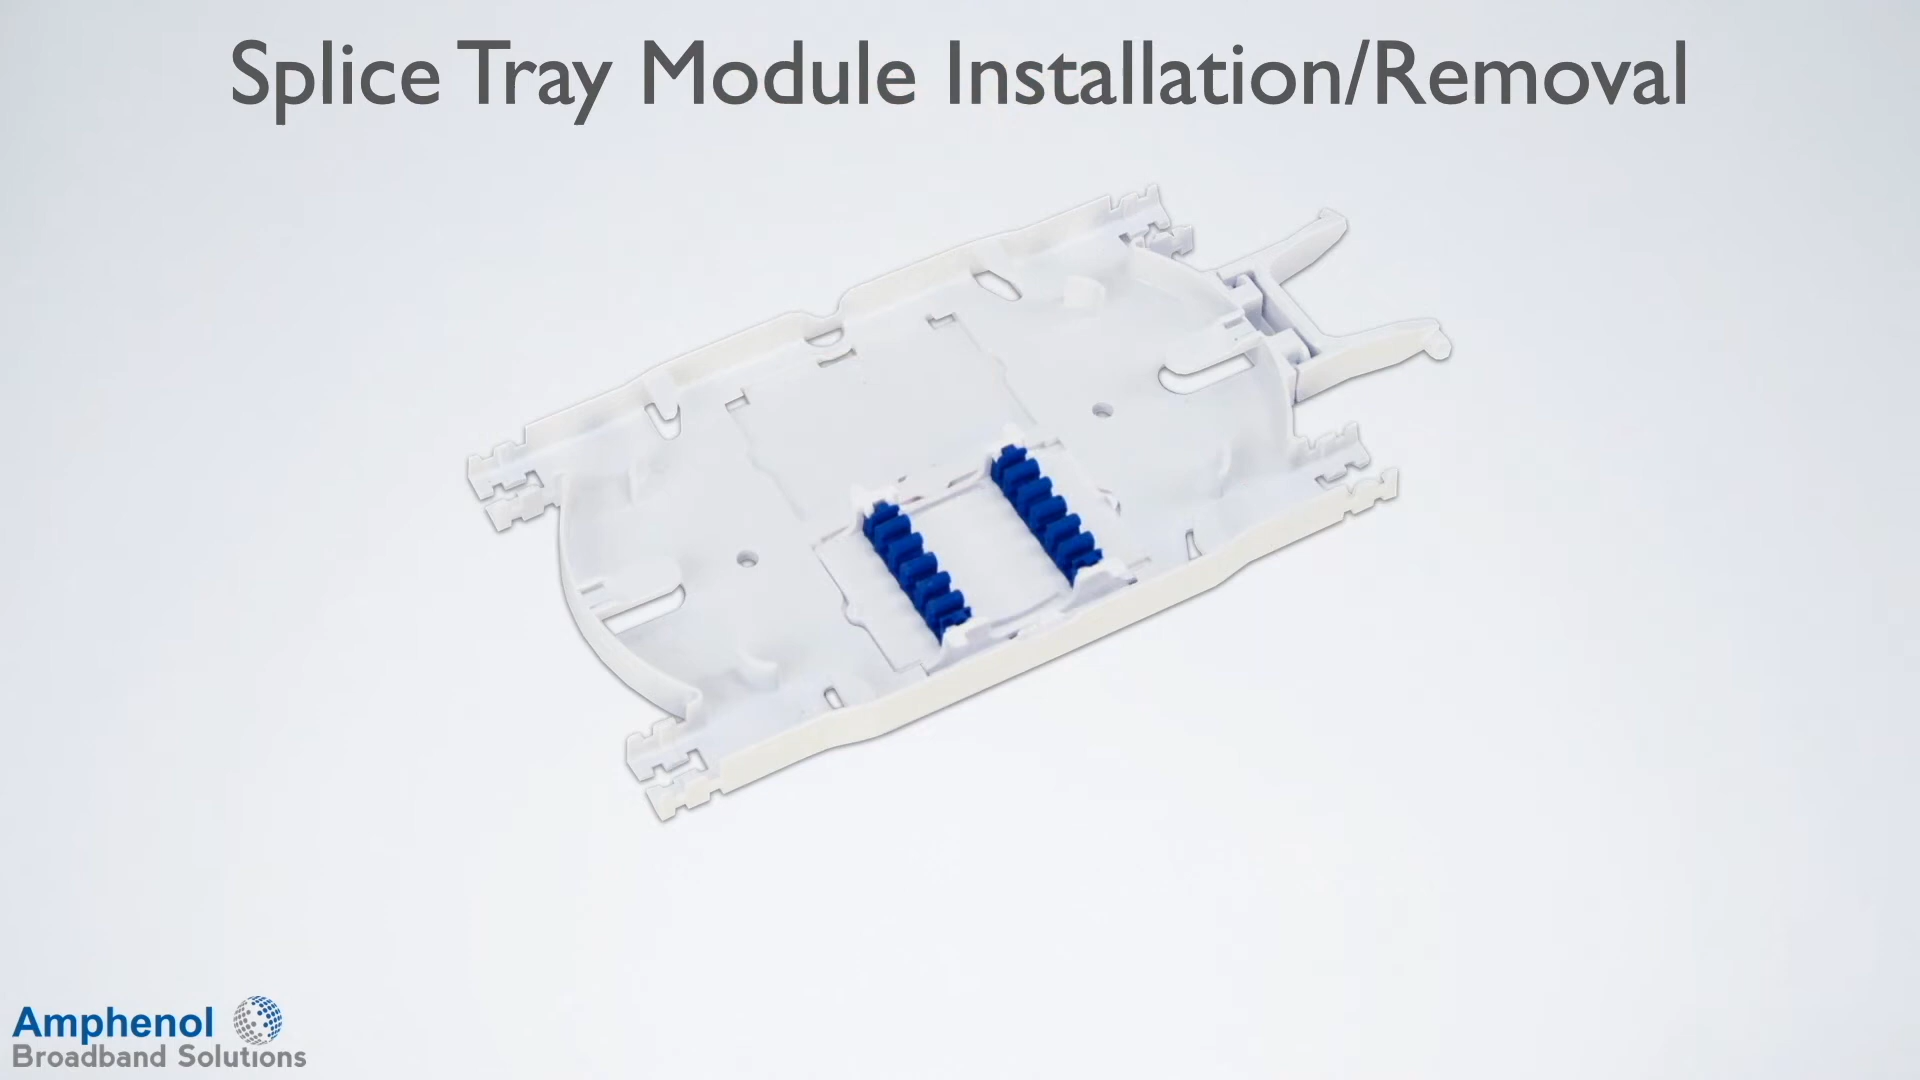 Splice Tray Module Installation/Removal
Amphenol
Broadband Solutions